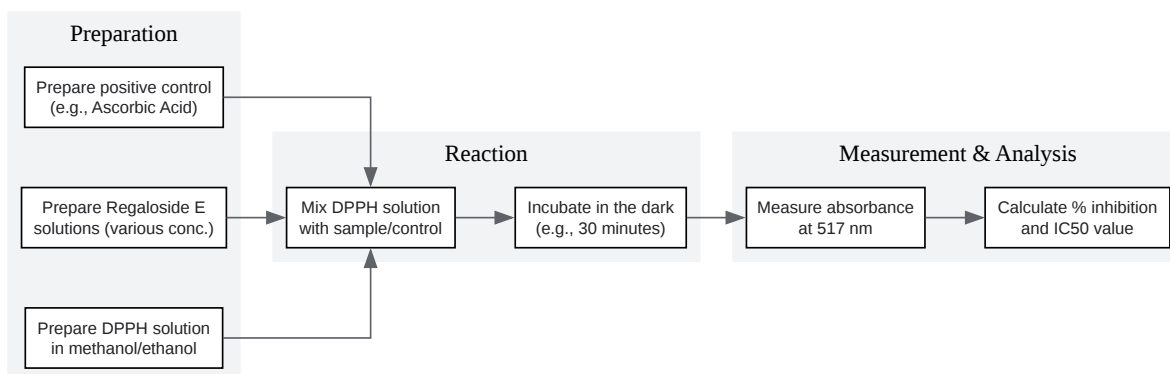 Preparation
Prepare positive control
(e.g., Ascorbic Acid)
Prepare Regaloside E
solutions (various conc.)
Prepare DPPH solution
in methanol/ethanol
Reaction
Mix DPPH solution
with sample/control
Incubate in the dark
(e.g., 30 minutes)
Measurement & Analysis
Measure absorbance
at 517 nm
Calculate % inhibition
and IC50 value